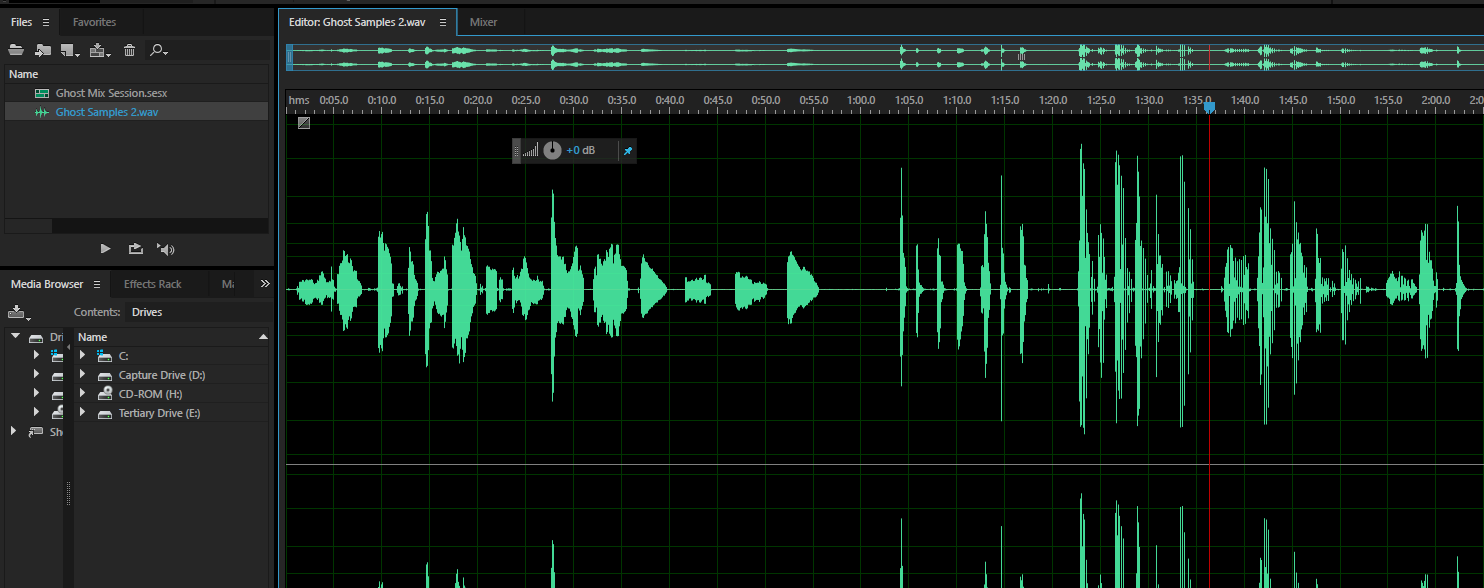 Files Favorites
Name
Ghost Mix Session.sesx
Ghost Samples 2.wav
Media Browser Effects Rack Ma
Contents: Drives
Dri Name
C:
Capture Drive (D:)
CD-ROM (H:)
Tertiary Drive (E:)
Sho
Editor: Ghost Samples 2.wav Mixer
hms 0:05.0 0:10.0 0:15.0 0:20.0 0:25.0 0:30.0 0:35.0 0:40.0 0:45.0 0:50.0 0:55.0 1:00.0 1:05.0 1:10.0 1:15.0 1:20.0 1:25.0 1:30.0 1:35.0 1:40.0 1:45.0 1:50.0 1:55.0 2:00.0 2:0
+0 dB